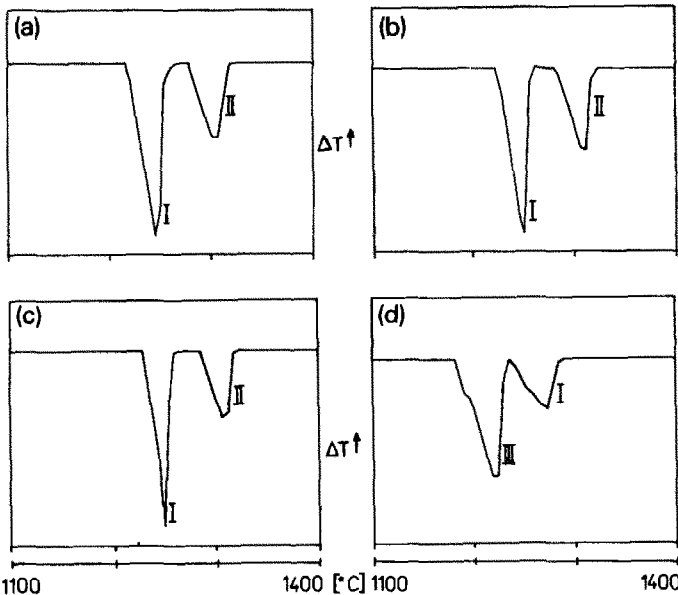 (a)
(b)
I
II
ΔT↑
I
II
(c)
(d)
I
II
ΔT↑
III
I
1100
1400 [°C] 1100
1400